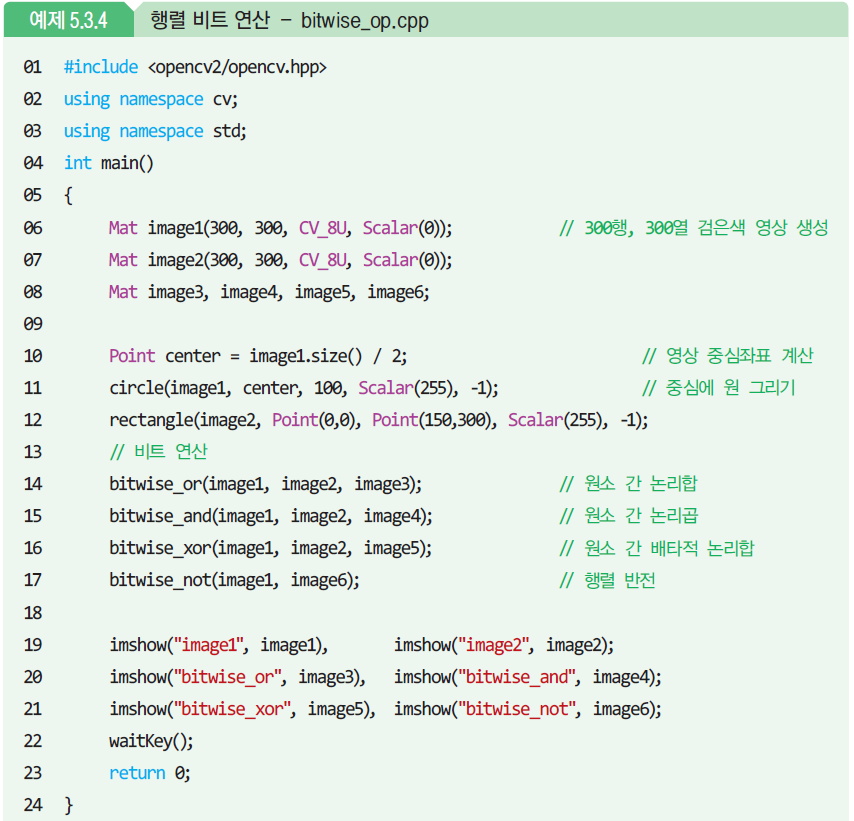 예제 5.3.4 행렬 비트 연산 – bitwise_op.cpp
01 #include <opencv2/opencv.hpp>
02 using namespace cv;
03 using namespace std;
04 int main()
05 {
06 Mat image1(300, 300, CV_8U, Scalar(0)); // 300행, 300열 검은색 영상 생성
07 Mat image2(300, 300, CV_8U, Scalar(0));
08 Mat image3, image4, image5, image6;
09
10 Point center = image1.size() / 2; // 영상 중심좌표 계산
11 circle(image1, center, 100, Scalar(255), -1); // 중심에 원 그리기
12 rectangle(image2, Point(0,0), Point(150,300), Scalar(255), -1);
13 // 비트 연산
14 bitwise_or(image1, image2, image3); // 원소 간 논리합
15 bitwise_and(image1, image2, image4); // 원소 간 논리곱
16 bitwise_xor(image1, image2, image5); // 원소 간 배타적 논리합
17 bitwise_not(image1, image6); // 행렬 반전
18
19 imshow("image1", image1), imshow("image2", image2);
20 imshow("bitwise_or", image3), imshow("bitwise_and", image4);
21 imshow("bitwise_xor", image5), imshow("bitwise_not", image6);
22 waitKey();
23 return 0;
24 }